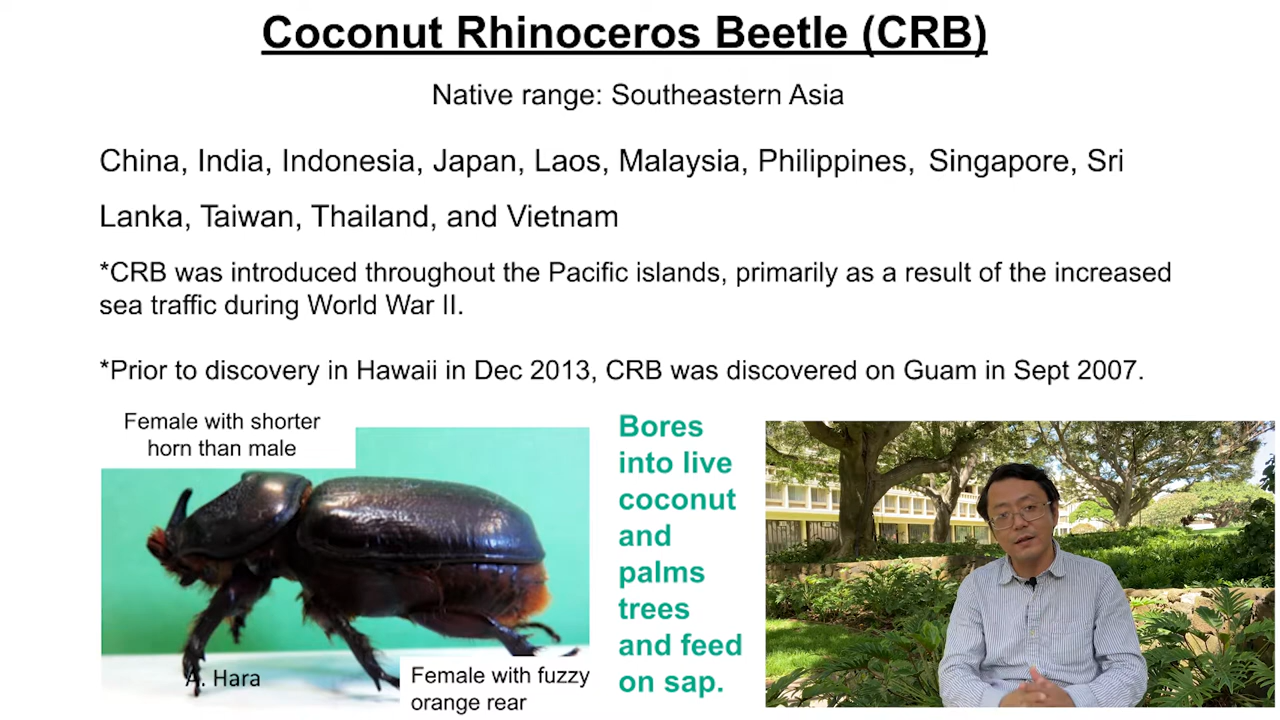 Coconut Rhinoceros Beetle (CRB)
Native range: Southeastern Asia
China, India, Indonesia, Japan, Laos, Malaysia, Philippines, Singapore, Sri
Lanka, Taiwan, Thailand, and Vietnam
*CRB was introduced throughout the Pacific islands, primarily as a result of the increased
sea traffic during World War II.
*Prior to discovery in Hawaii in Dec 2013, CRB was discovered on Guam in Sept 2007.
Female with shorter
horn than male
A. Hara
Female with fuzzy
orange rear
Bores
into live
coconut
and
palms
trees
and feed
on sap.